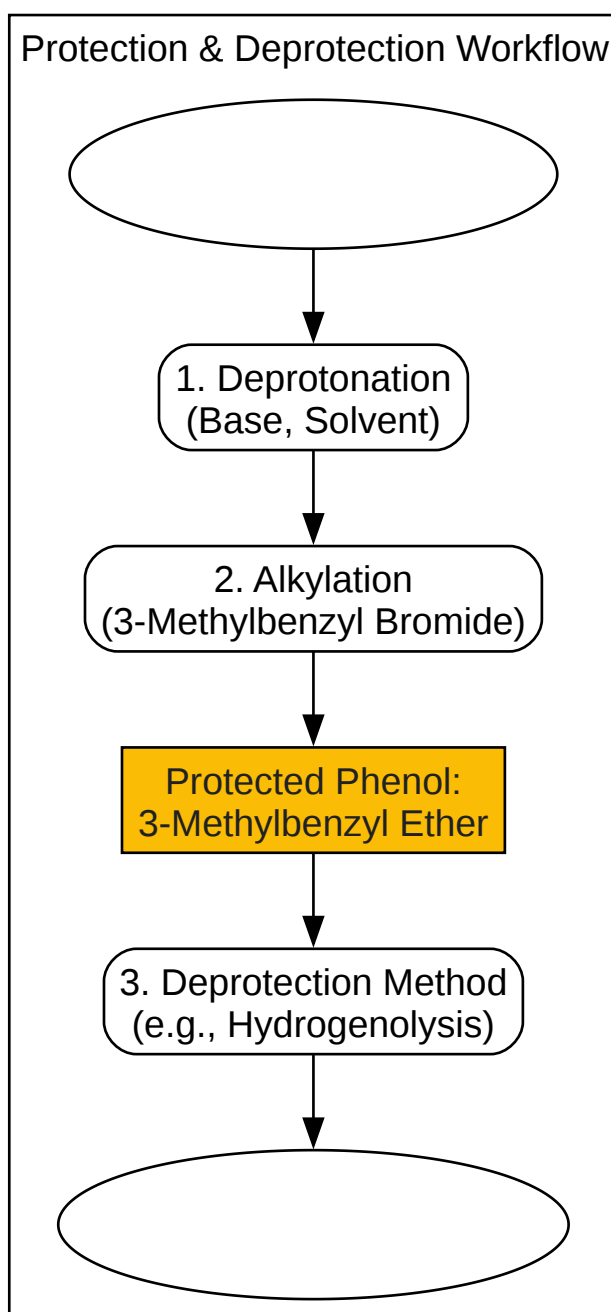 Protection & Deprotection Workflow
1. Deprotonation
(Base, Solvent)
2. Alkylation
(3-Methylbenzyl Bromide)
Protected Phenol:
3-Methylbenzyl Ether
3. Deprotection Method
(e.g., Hydrogenolysis)